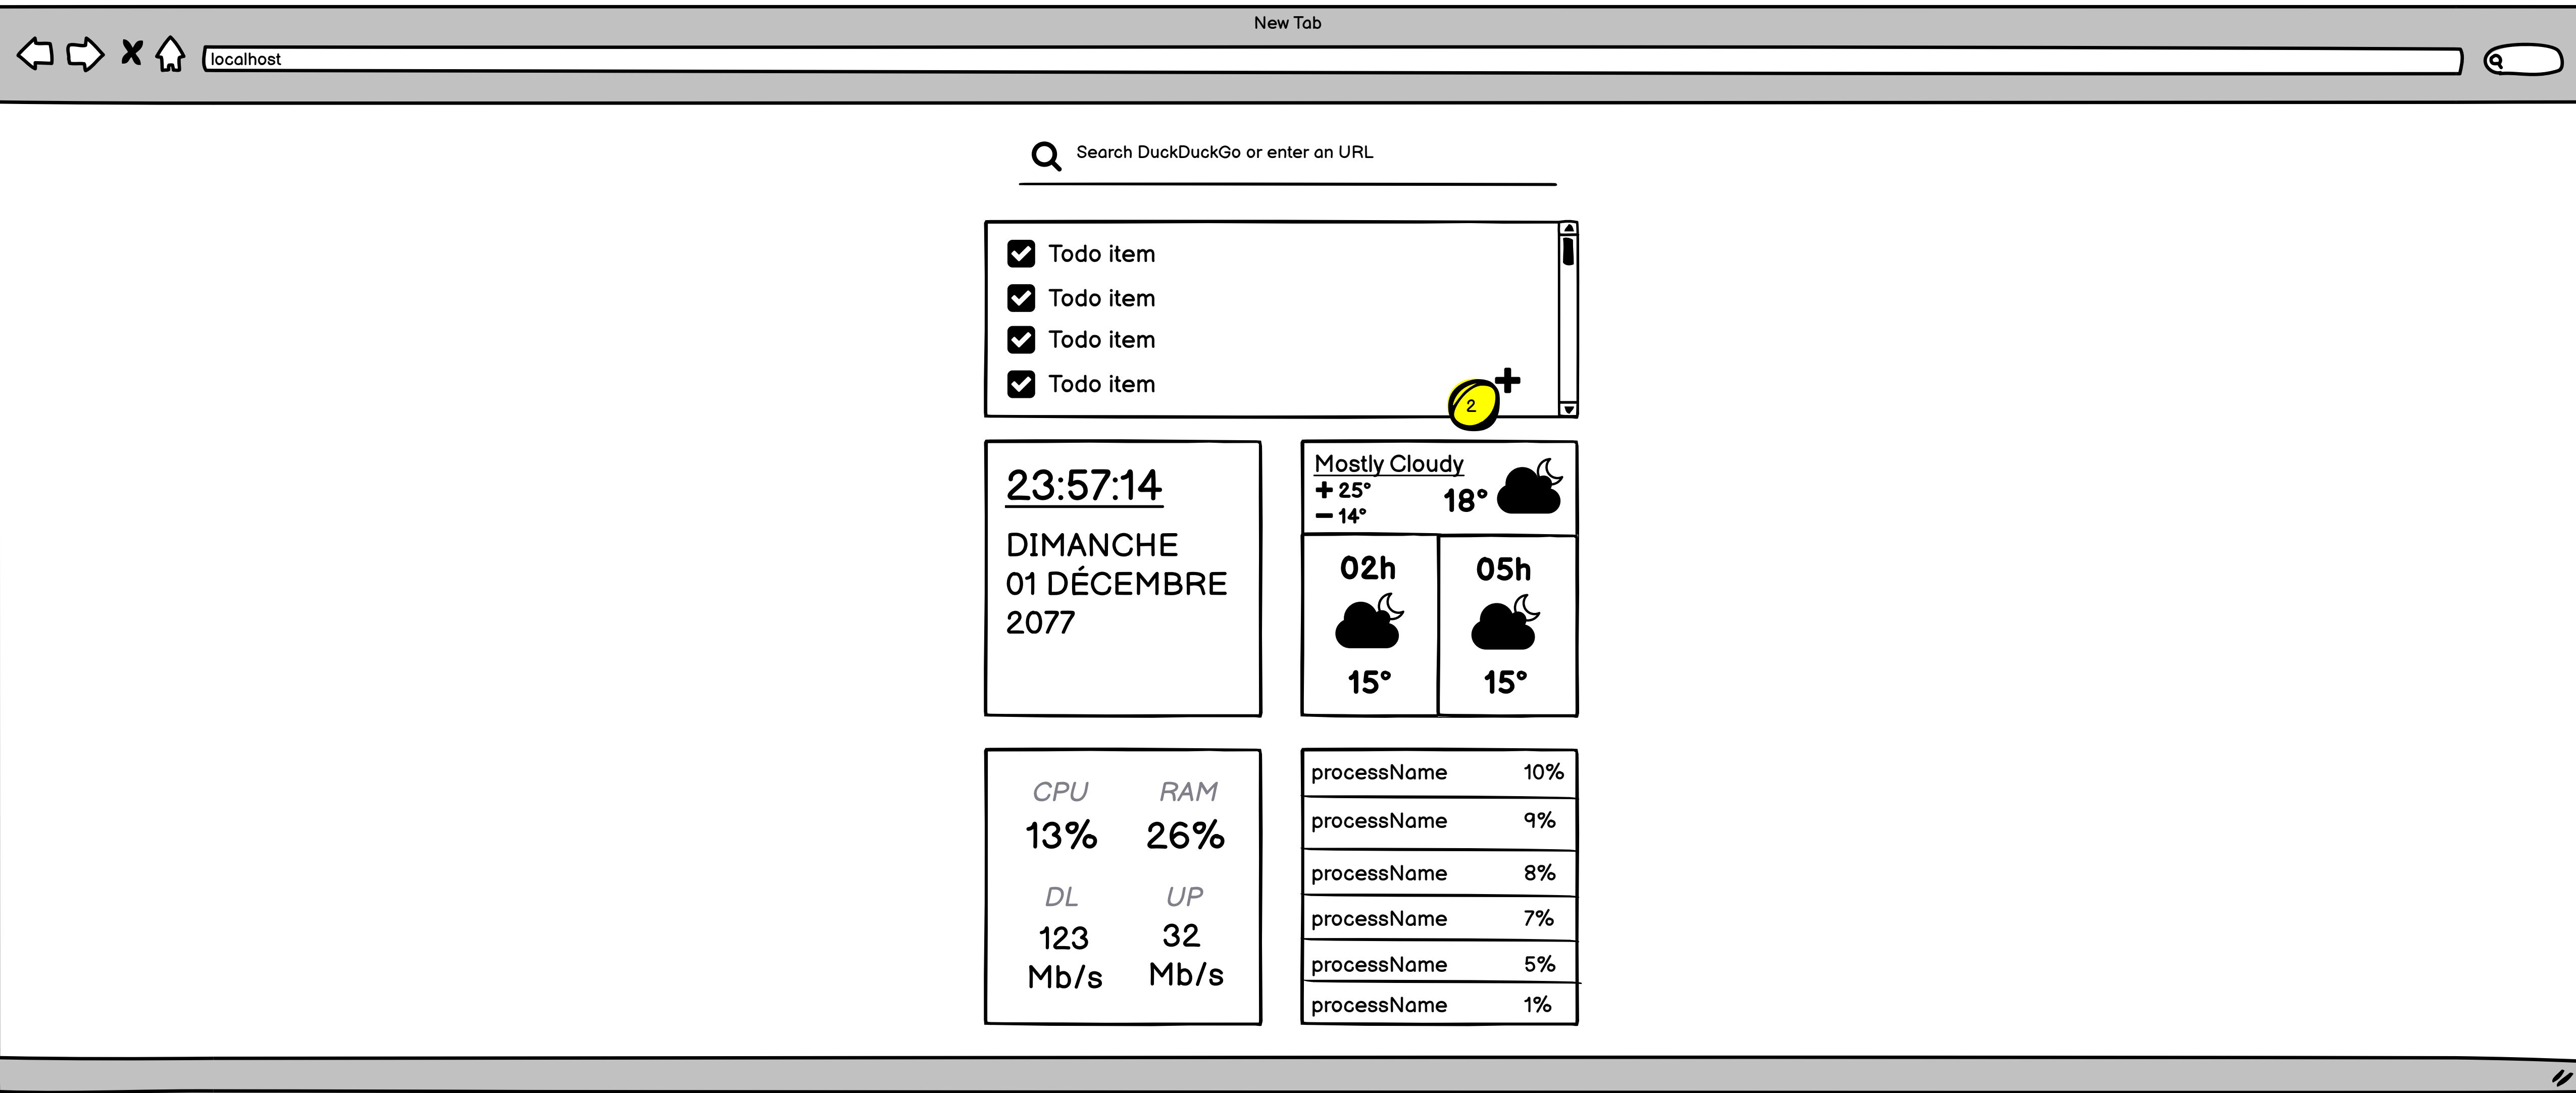 New Tab
localhost
Search DuckDuckGo or enter an URL
Todo item
Todo item
Todo item
Todo item
2
23:57:14
DIMANCHE
01 DÉCEMBRE
2077
Mostly Cloudy
25°
14°
18°
02h
15°
05h
15°
CPU
13%
RAM
26%
DL
123
Mb/s
UP
32
Mb/s
processName 10%
processName 9%
processName 8%
processName 7%
processName 5%
processName 1%